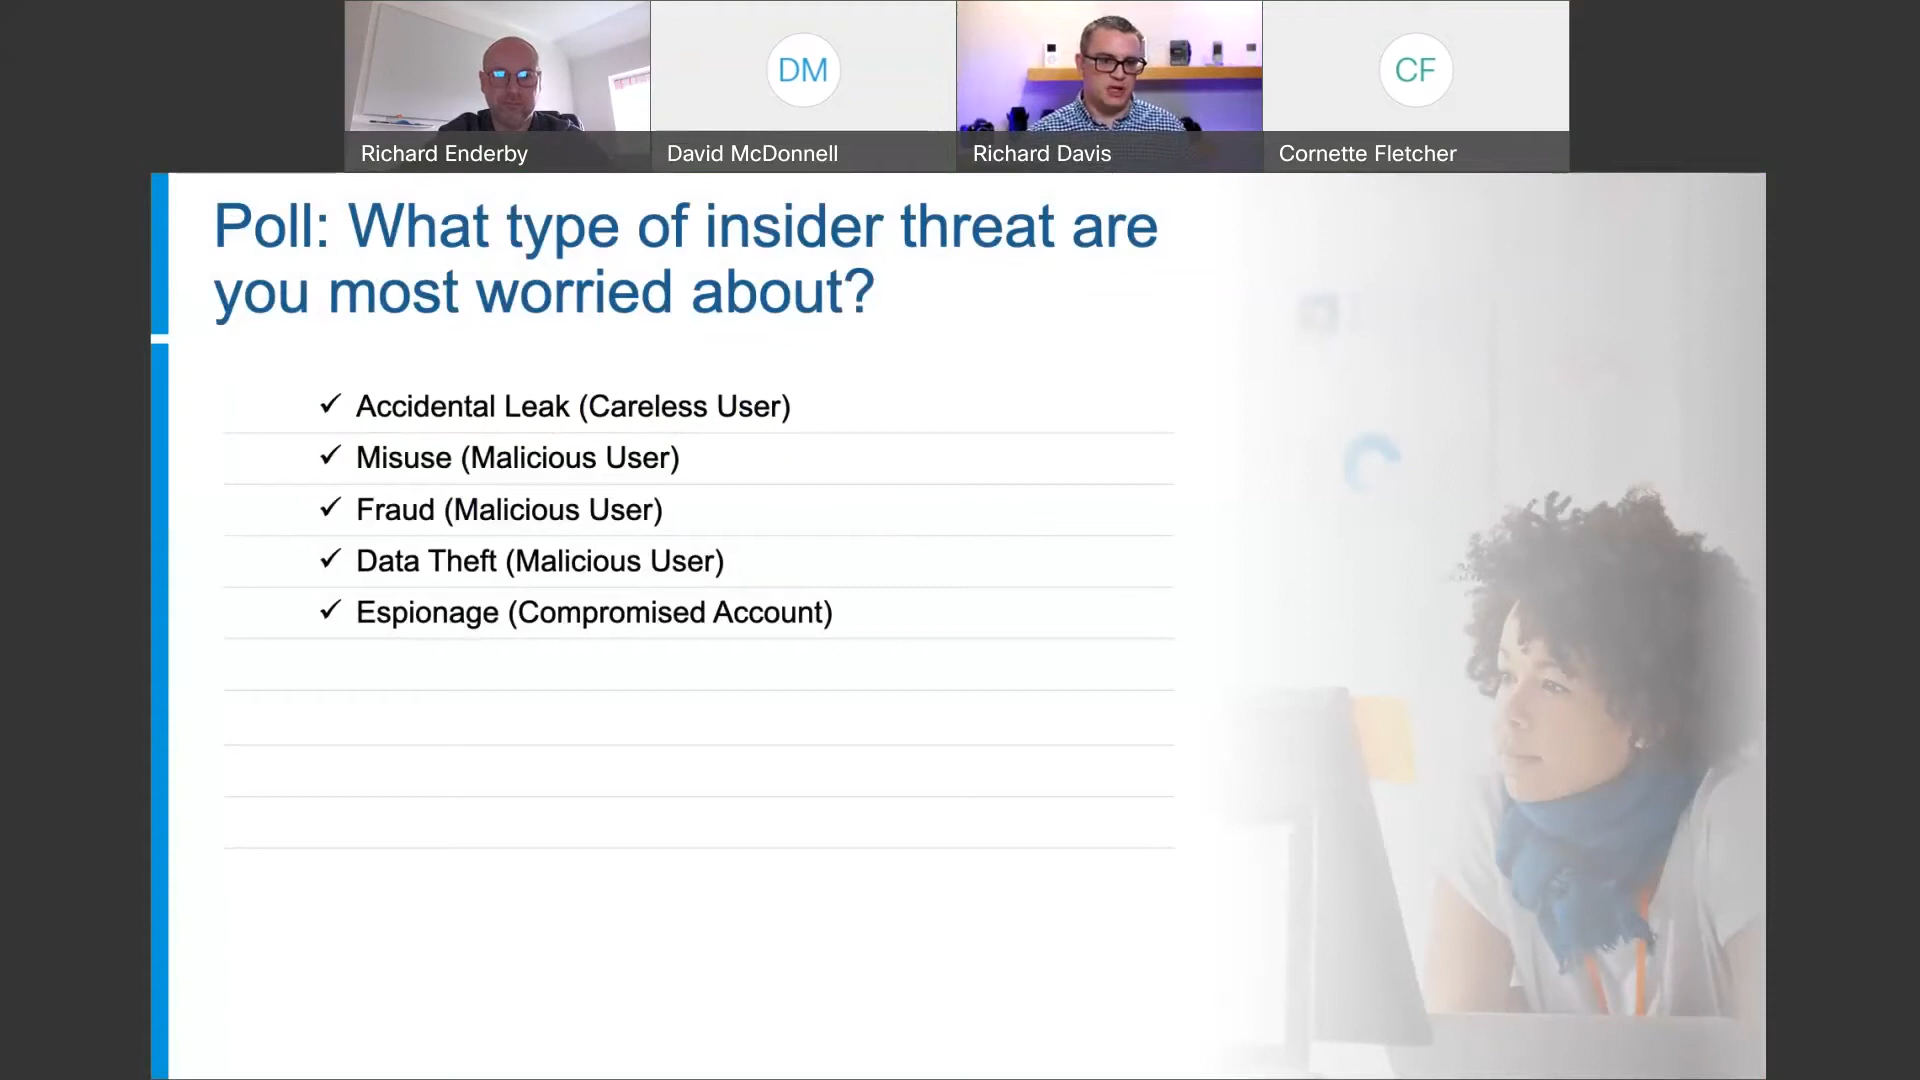 DM
CF
Richard Enderby
David McDonnell
Richard Davis
Cornette Fletcher
Poll: What type of insider threat are
you most worried about?
✓ Accidental Leak (Careless User)
✓ Misuse (Malicious User)
✓ Fraud (Malicious User)
✓ Data Theft (Malicious User)
✓ Espionage (Compromised Account)